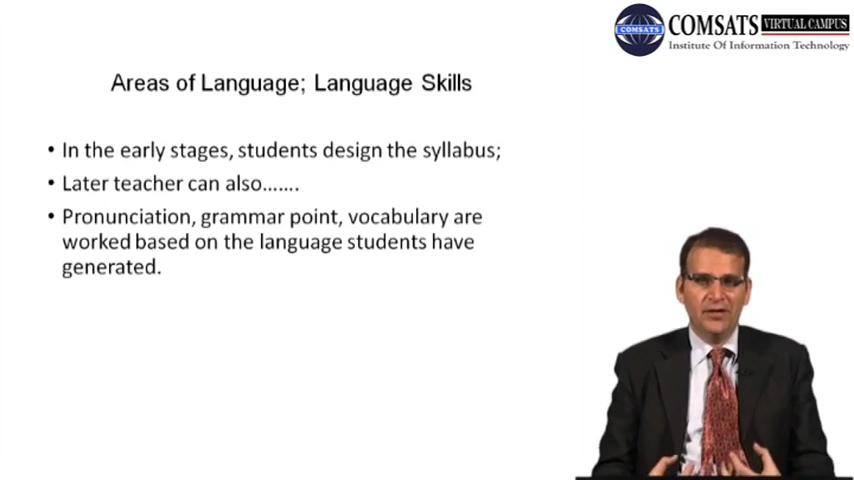 COMSATS VIRTUAL CAMPUS
COMSATS
Institute Of Information Technology
Areas of Language; Language Skills
• In the early stages, students design the syllabus;
• Later teacher can also.......
• Pronunciation, grammar point, vocabulary are
worked based on the language students have
generated.